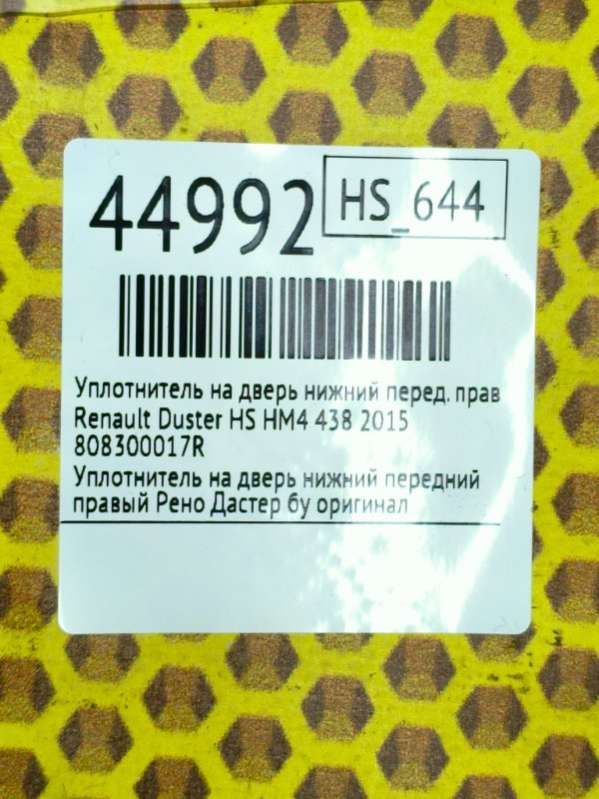 44992
HS_644
Уплотнитель на дверь нижний перед. прав
Renault Duster HS HM4 438 2015
808300017R
Уплотнитель на дверь нижний передний
правый Рено Дастер бу оригинал